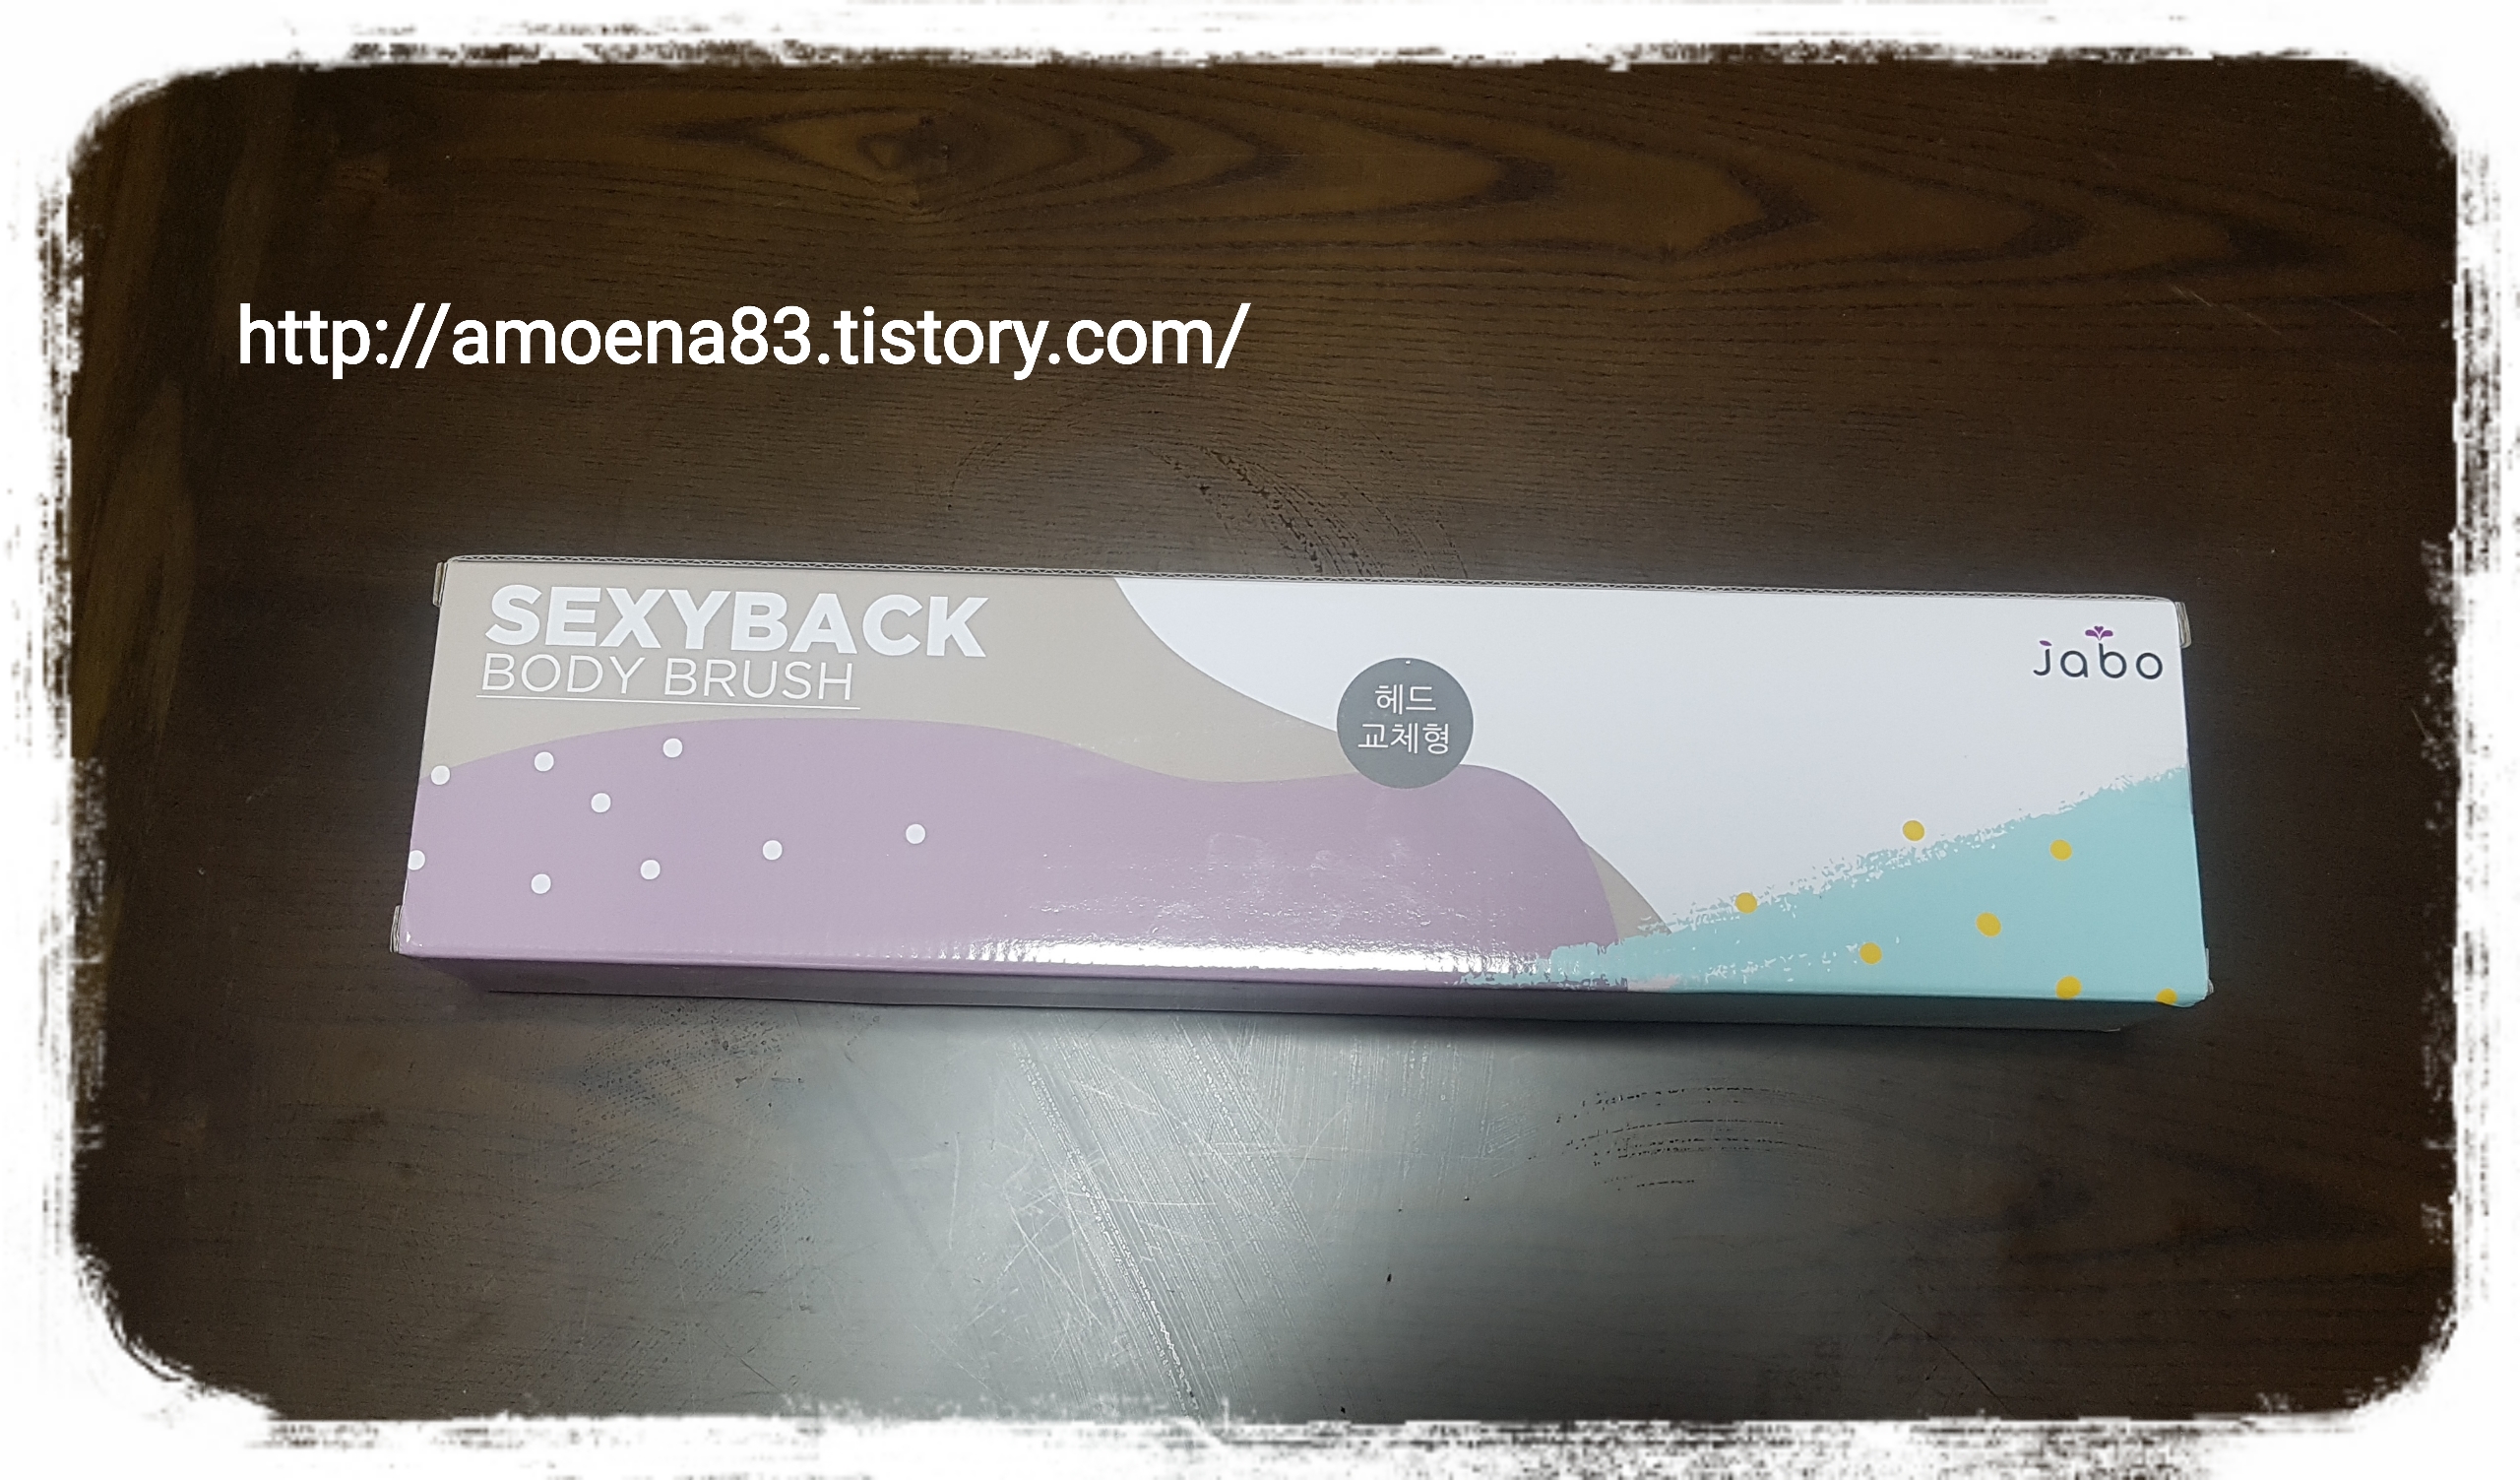 http://amoena83.tistory.com/
SEXYBACK
BODY BRUSH
헤드
교체형
jabo